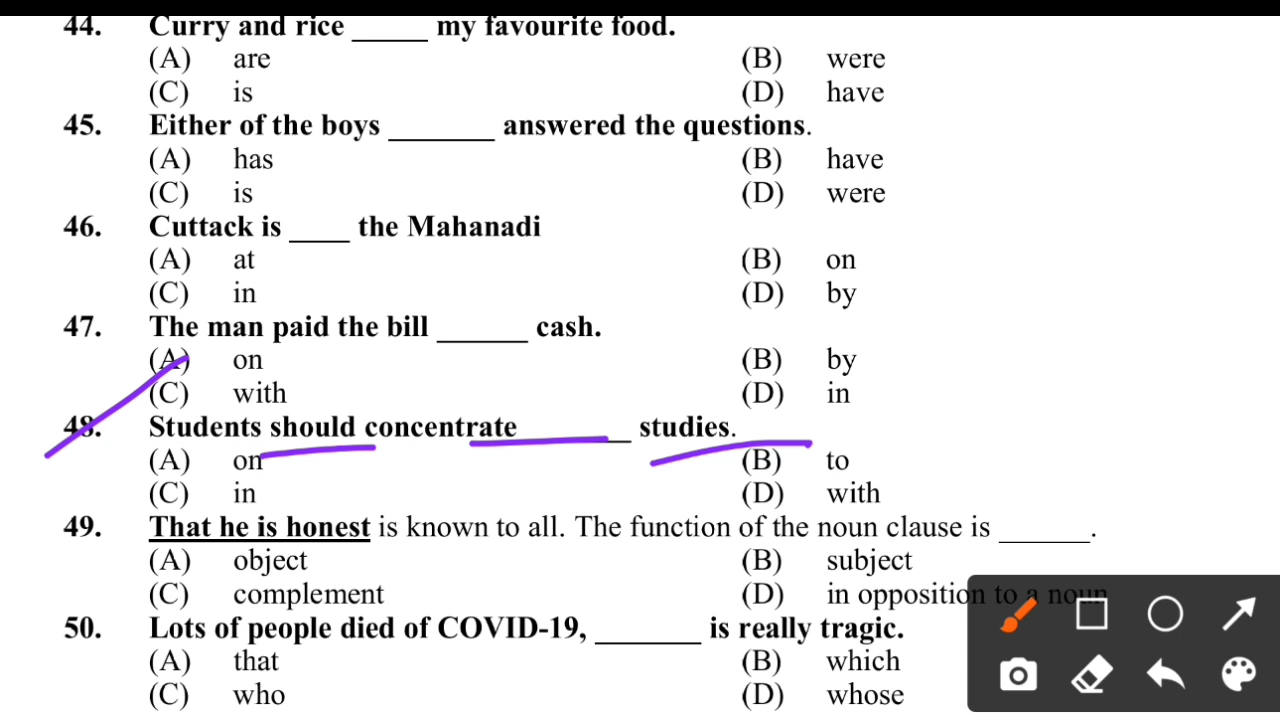 44. Curry and rice _____ my favourite food.
(A) are (B) were
(C) is (D) have
45. Either of the boys _______ answered the questions.
(A) has (B) have
(C) is (D) were
46. Cuttack is ____ the Mahanadi
(A) at (B) on
(C) in (D) by
47. The man paid the bill ______ cash.
(A) on (B) by
(C) with (D) in
48. Students should concentrate _______ studies.
(A) on (B) to
(C) in (D) with
49. That he is honest is known to all. The function of the noun clause is ______.
(A) object (B) subject
(C) complement (D) in opposition to a noun
50. Lots of people died of COVID-19, _______ is really tragic.
(A) that (B) which
(C) who (D) whose